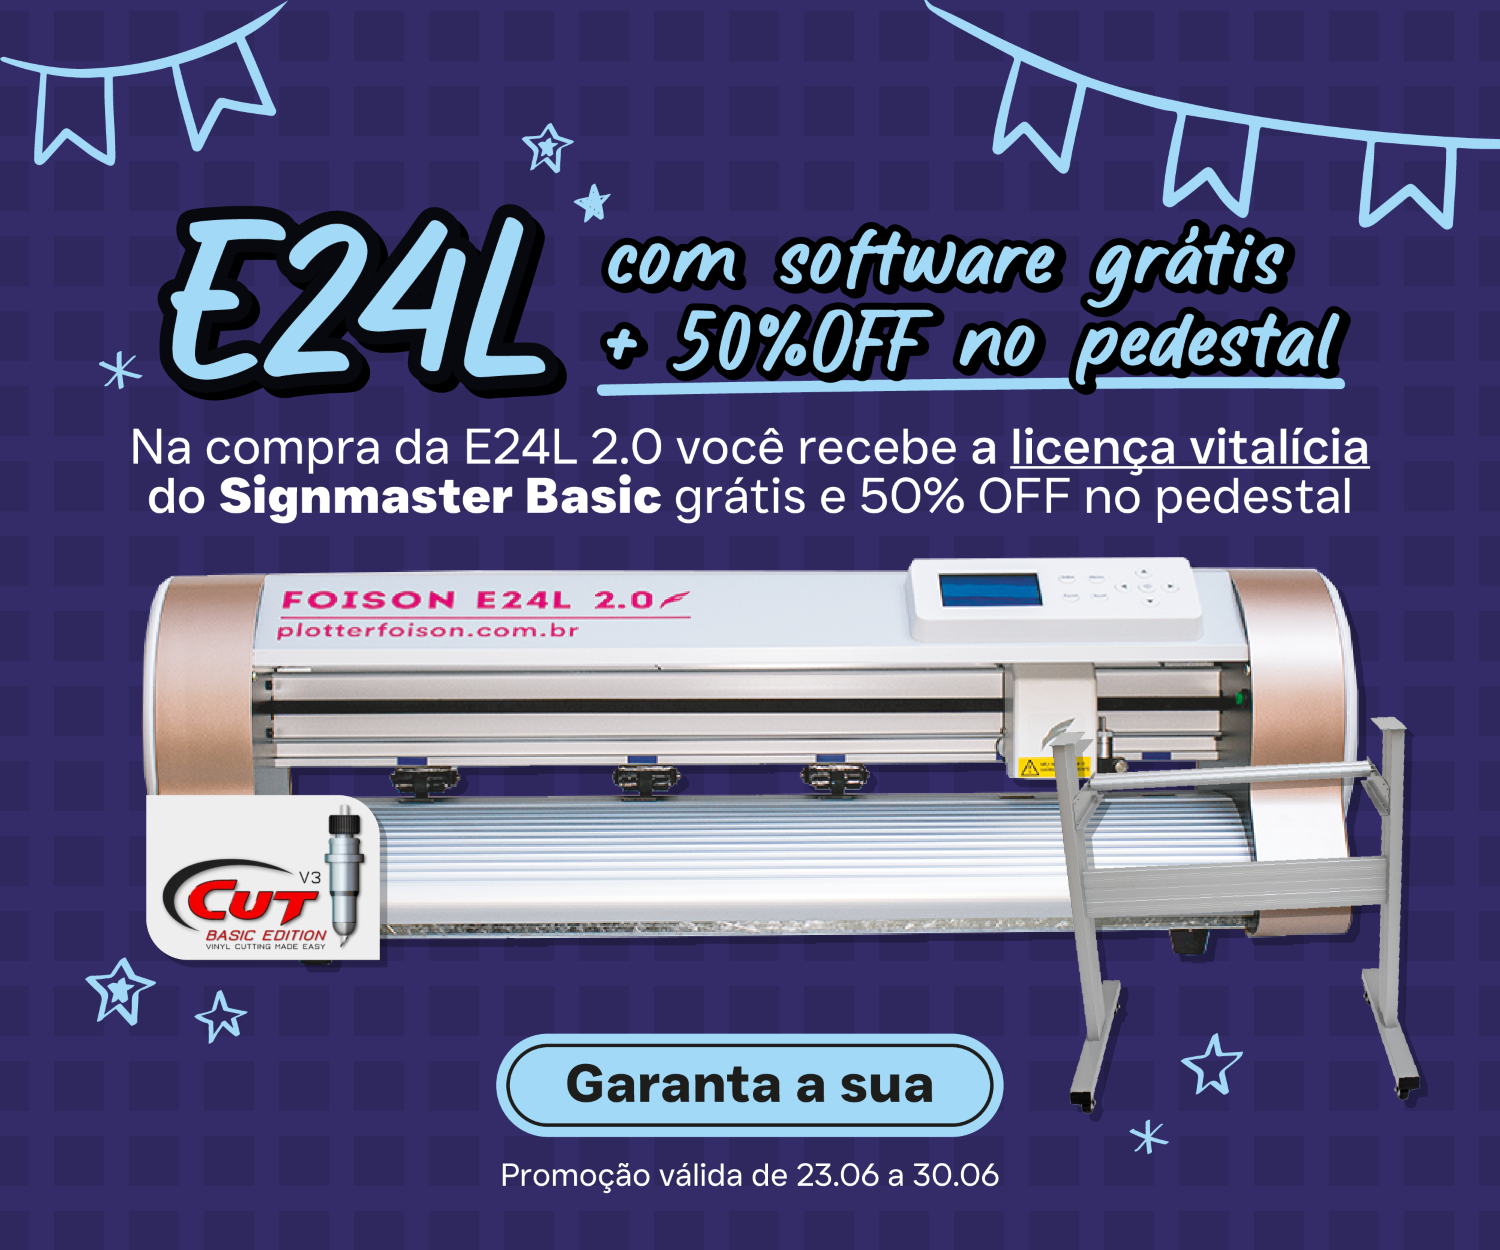 E24L
com software grátis
+ 50%OFF no pedestal
Na compra da E24L 2.0 você recebe a licença vitalícia
do Signmaster Basic grátis e 50% OFF no pedestal
FOISON E24L 2.0
plotterfoison.com.br
V3
CUT
BASIC EDITION
VINYL CUTTING MADE EASY
Garanta a sua
Promoção válida de 23.06 a 30.06